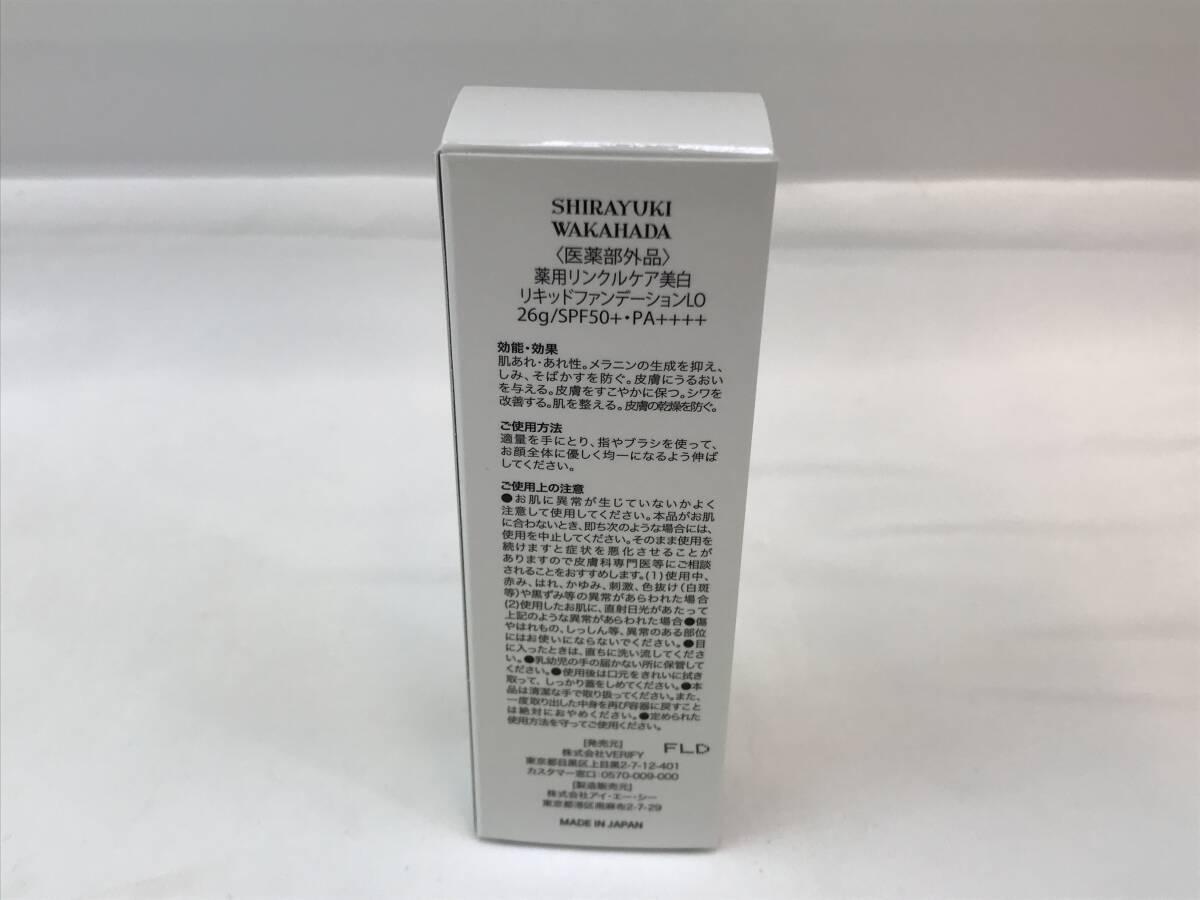 SHIRAYUKI
WAKAHADA
〈医薬部外品〉
薬用リンクルケア美白
リキッドファンデーションLO
26g/SPF50+・PA++++
効能・効果
肌あれ・あれ性。メラニンの生成を抑え、
しみ、そばかすを防ぐ。皮膚にうるおい
を与える。皮膚をすこやかに保つ。シワを
改善する。肌を整える。皮膚の乾燥を防ぐ。
ご使用方法
適量を手にとり、指やブラシを使って、
お顔全体に優しく均一になるよう伸ば
してください。
ご使用上の注意
●お肌に異常が生じていないかよく
注意して使用してください。本品がお肌
に合わないとき、即ち次のような場合には、
使用を中止してください。そのまま使用を
続けますと症状を悪化させることが
ありますので皮膚科専門医等にご相談
されることをおすすめします。(1)使用中、
赤み、はれ、かゆみ、刺激、色抜け(白斑
等)や黒ずみ等の異常があらわれた場合
(2)使用したお肌に、直射日光があたって
上記のような異常があらわれた場合●傷
やはれもの、しっしん等、異常のある部位
にはお使いにならないでください。●目
に入ったときは、直ちに洗い流してくださ
い。●乳幼児の手の届かない所に保管して
ください。●使用後は口元をきれいに拭き
取って、しっかり蓋をしめてください。●本
品は清潔な手で取り扱ってください。また、
一度取り出した中身を再び容器に戻すこと
は絶対におやめください。●定められた
使用方法を守ってご使用ください。
[発売元]
株式会社VERIFY
FLD
東京都目黒区上目黒2-7-12-401
カスタマー窓口:0570-009-000
[製造販売元]
株式会社アイ・エー・シー
東京都港区南麻布2-7-29
MADE IN JAPAN